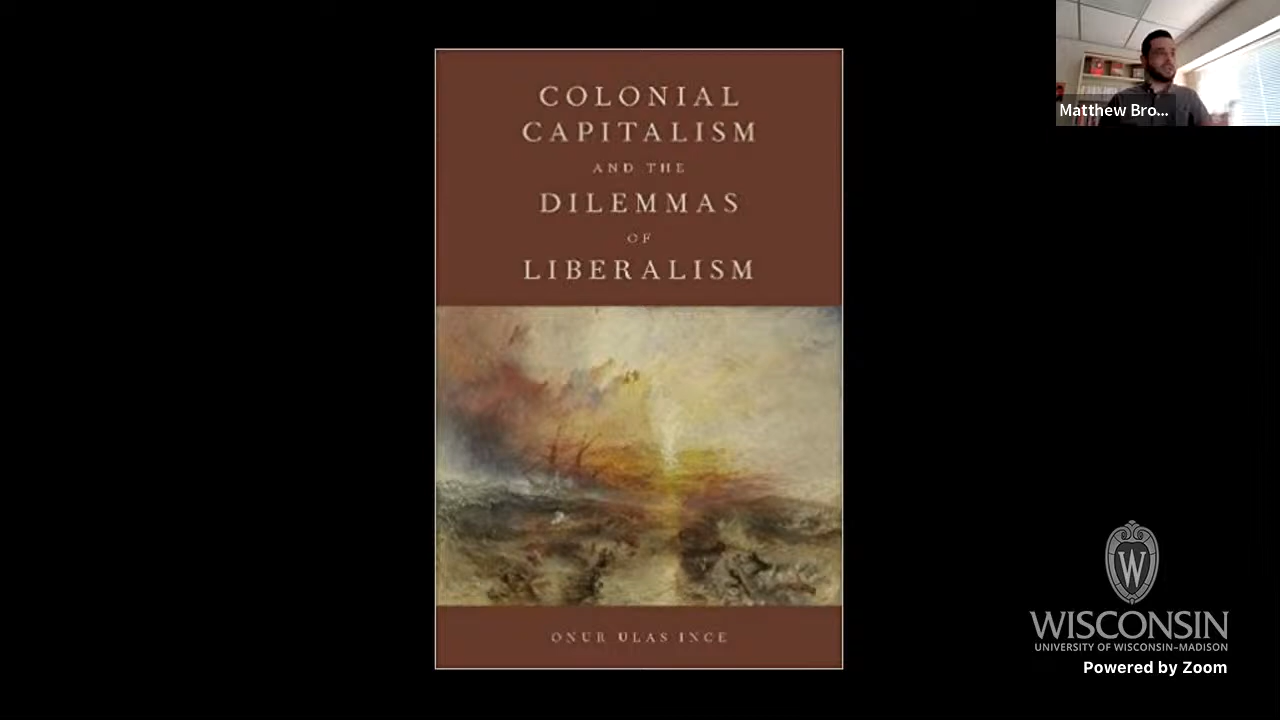 COLONIAL
CAPITALISM
AND THE
DILEMMAS
OF
LIBERALISM
ONUR ULAS INCE
Matthew Bro...
W
WISCONSIN
UNIVERSITY OF WISCONSIN–MADISON
Powered by Zoom